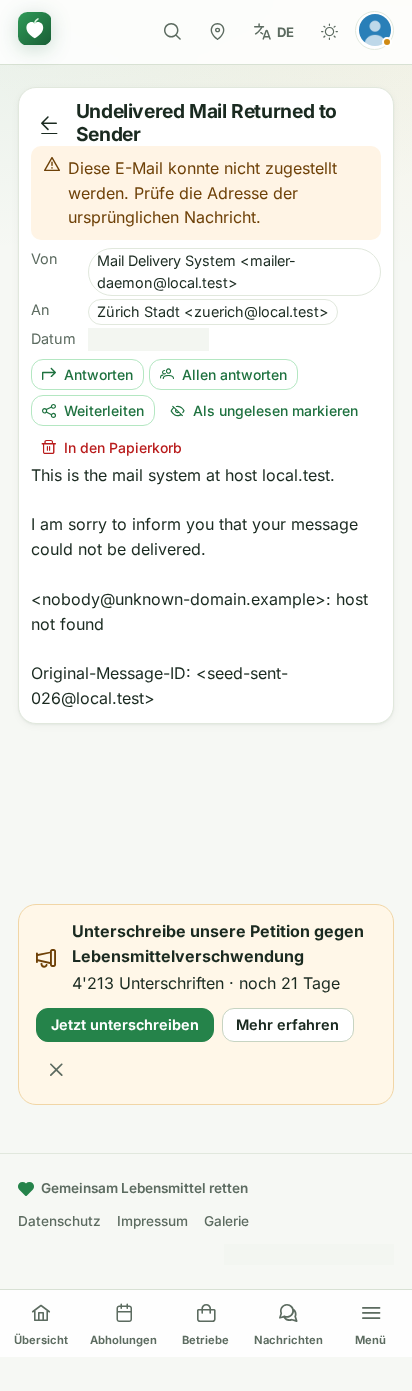 DE
Undelivered Mail Returned to
Sender
Diese E-Mail konnte nicht zugestellt
werden. Prüfe die Adresse der
ursprünglichen Nachricht.
Von
Mail Delivery System <mailer-
daemon@local.test>
An
Zürich Stadt <zuerich@local.test>
Datum
Antworten
Allen antworten
Weiterleiten
Als ungelesen markieren
In den Papierkorb
This is the mail system at host local.test.
I am sorry to inform you that your message
could not be delivered.
<nobody@unknown-domain.example>: host
not found
Original-Message-ID: <seed-sent-
026@local.test>
Unterschreibe unsere Petition gegen
Lebensmittelverschwendung
4'213 Unterschriften · noch 21 Tage
Jetzt unterschreiben
Mehr erfahren
Gemeinsam Lebensmittel retten
Datenschutz Impressum Galerie
Übersicht Abholungen Betriebe Nachrichten Menü